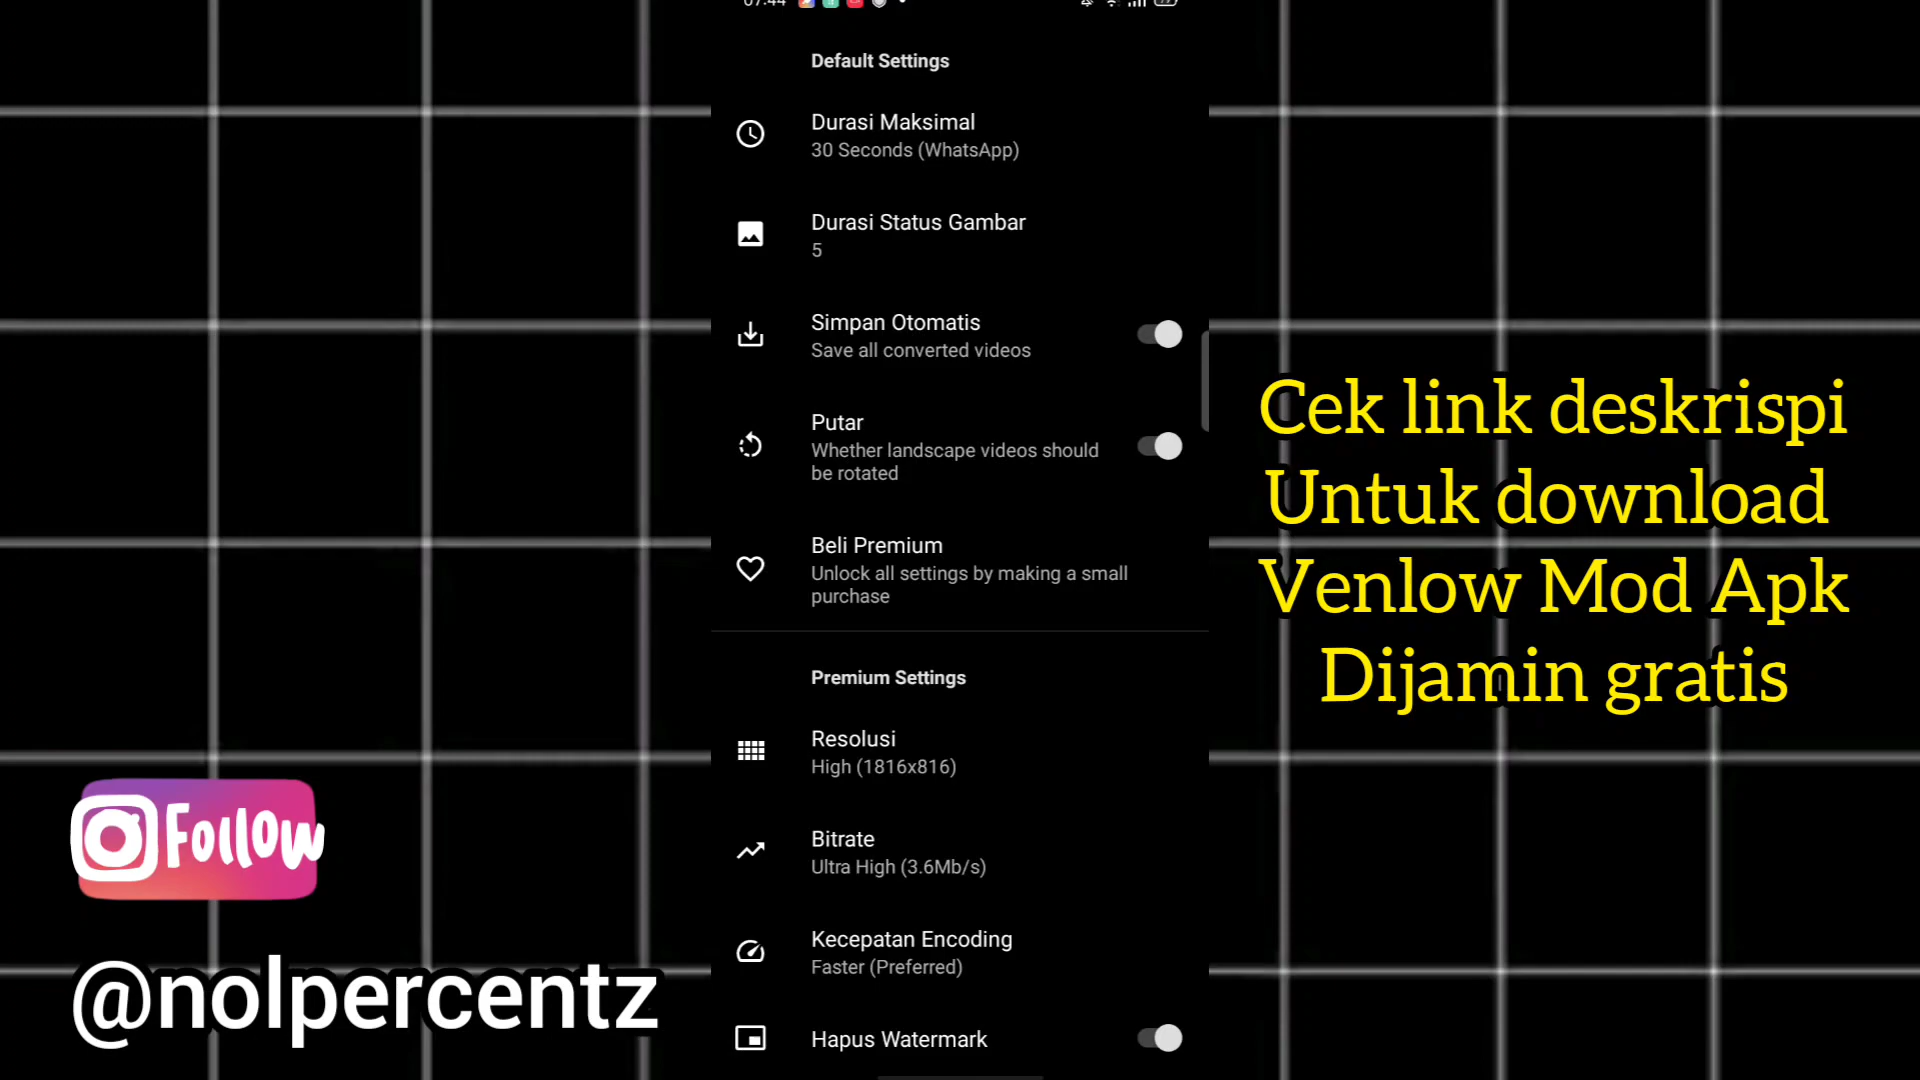 07:44
Default Settings
Durasi Maksimal
30 Seconds (WhatsApp)
Durasi Status Gambar
5
Simpan Otomatis
Save all converted videos
Putar
Whether landscape videos should
be rotated
Beli Premium
Unlock all settings by making a small
purchase
Premium Settings
Resolusi
High (1816x816)
Bitrate
Ultra High (3.6Mb/s)
Kecepatan Encoding
Faster (Preferred)
Hapus Watermark
Cek link deskrispi
Untuk download
Venlow Mod Apk
Dijamin gratis
Follow
@nolpercentz